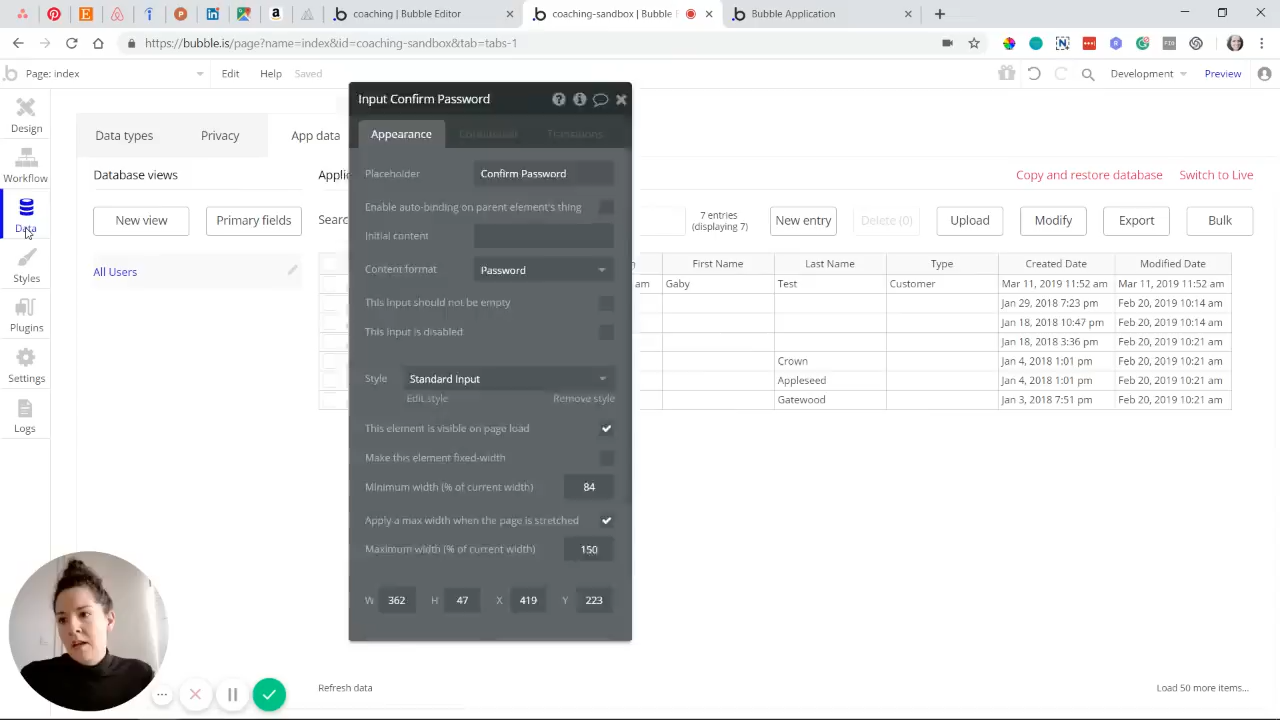 coaching | Bubble Editor
coaching-sandbox | Bubble E
Bubble Application
https://bubble.is/page?name=index&id=coaching-sandbox&tab=tabs-1
Page: index
Edit
Help
Saved
Development
Preview
Design
Workflow
Data
Styles
Plugins
Settings
Logs
Data types
Privacy
App data
Database views
New view
Primary fields
All Users
Copy and restore database
Switch to Live
7 entries
(displaying 7)
New entry
Delete (0)
Upload
Modify
Export
Bulk
First Name Last Name Type Created Date Modified Date
am Gaby Test Customer Mar 11, 2019 11:52 am Mar 11, 2019 11:52 am
Jan 29, 2018 7:23 pm Feb 20, 2019 10:14 am
Jan 18, 2018 10:47 pm Feb 20, 2019 10:14 am
Jan 18, 2018 3:36 pm Feb 20, 2019 10:21 am
Crown Jan 4, 2018 1:01 pm Feb 20, 2019 10:21 am
Appleseed Jan 4, 2018 1:01 pm Feb 20, 2019 10:21 am
Gatewood Jan 3, 2018 7:51 pm Feb 20, 2019 10:21 am
Input Confirm Password
Appearance
Conditional
Transitions
Placeholder Confirm Password
Enable auto-binding on parent element's thing
Initial content
Content format Password
This input should not be empty
This input is disabled
Style Standard Input
Edit style Remove style
This element is visible on page load
Make this element fixed-width
Minimum width (% of current width) 84
Apply a max width when the page is stretched
Maximum width (% of current width) 150
W 362 H 47 X 419 Y 223
Refresh data
Load 50 more items...